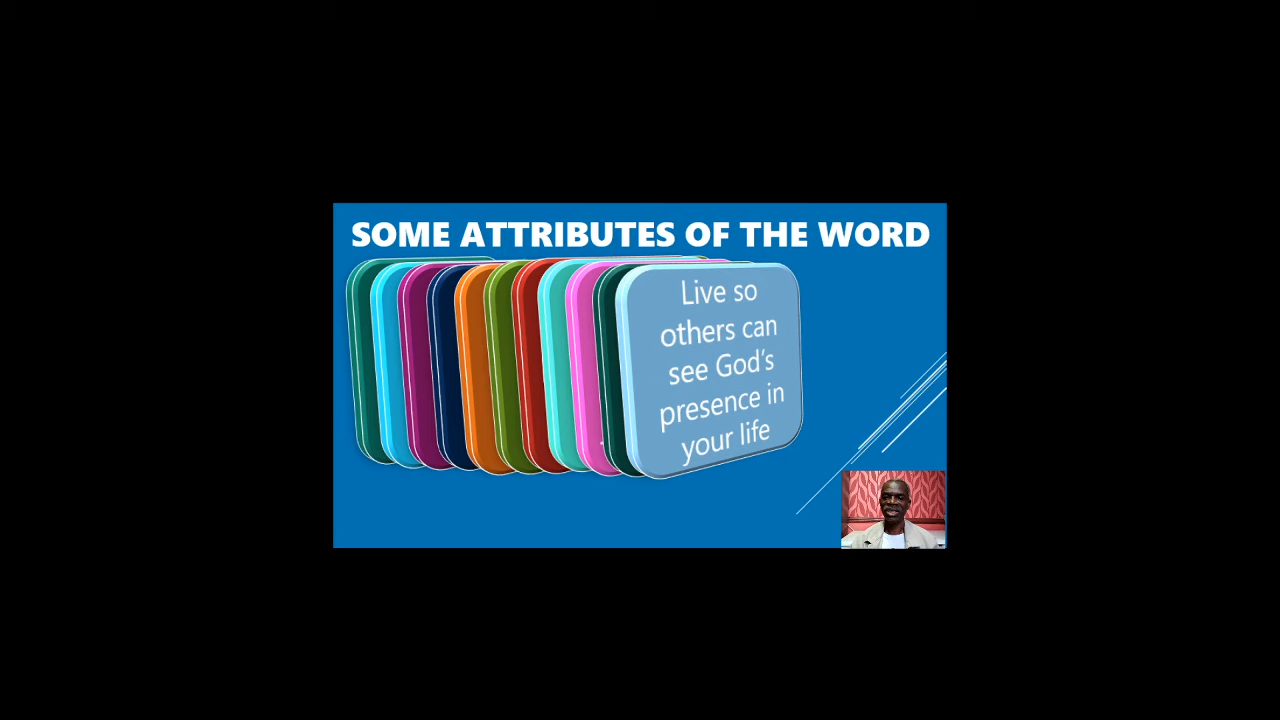 SOME ATTRIBUTES OF THE WORD
Live so
others can
see God's
presence in
your life